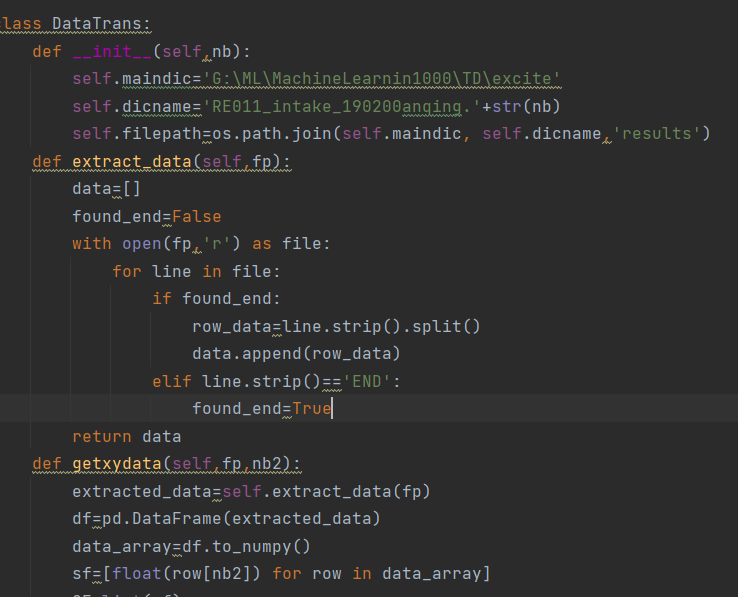 class DataTrans:
    def __init__(self,nb):
        self.maindic='G:\ML\MachineLearnin1000\TD\excite'
        self.dicname='RE011_intake_190200anqing.'+str(nb)
        self.filepath=os.path.join(self.maindic, self.dicname,'results')
    def extract_data(self,fp):
        data=[]
        found_end=False
        with open(fp,'r') as file:
            for line in file:
                if found_end:
                    row_data=line.strip().split()
                    data.append(row_data)
                elif line.strip()=='END':
                    found_end=True
        return data
    def getxydata(self,fp,nb2):
        extracted_data=self.extract_data(fp)
        df=pd.DataFrame(extracted_data)
        data_array=df.to_numpy()
        sf=[float(row[nb2]) for row in data_array]